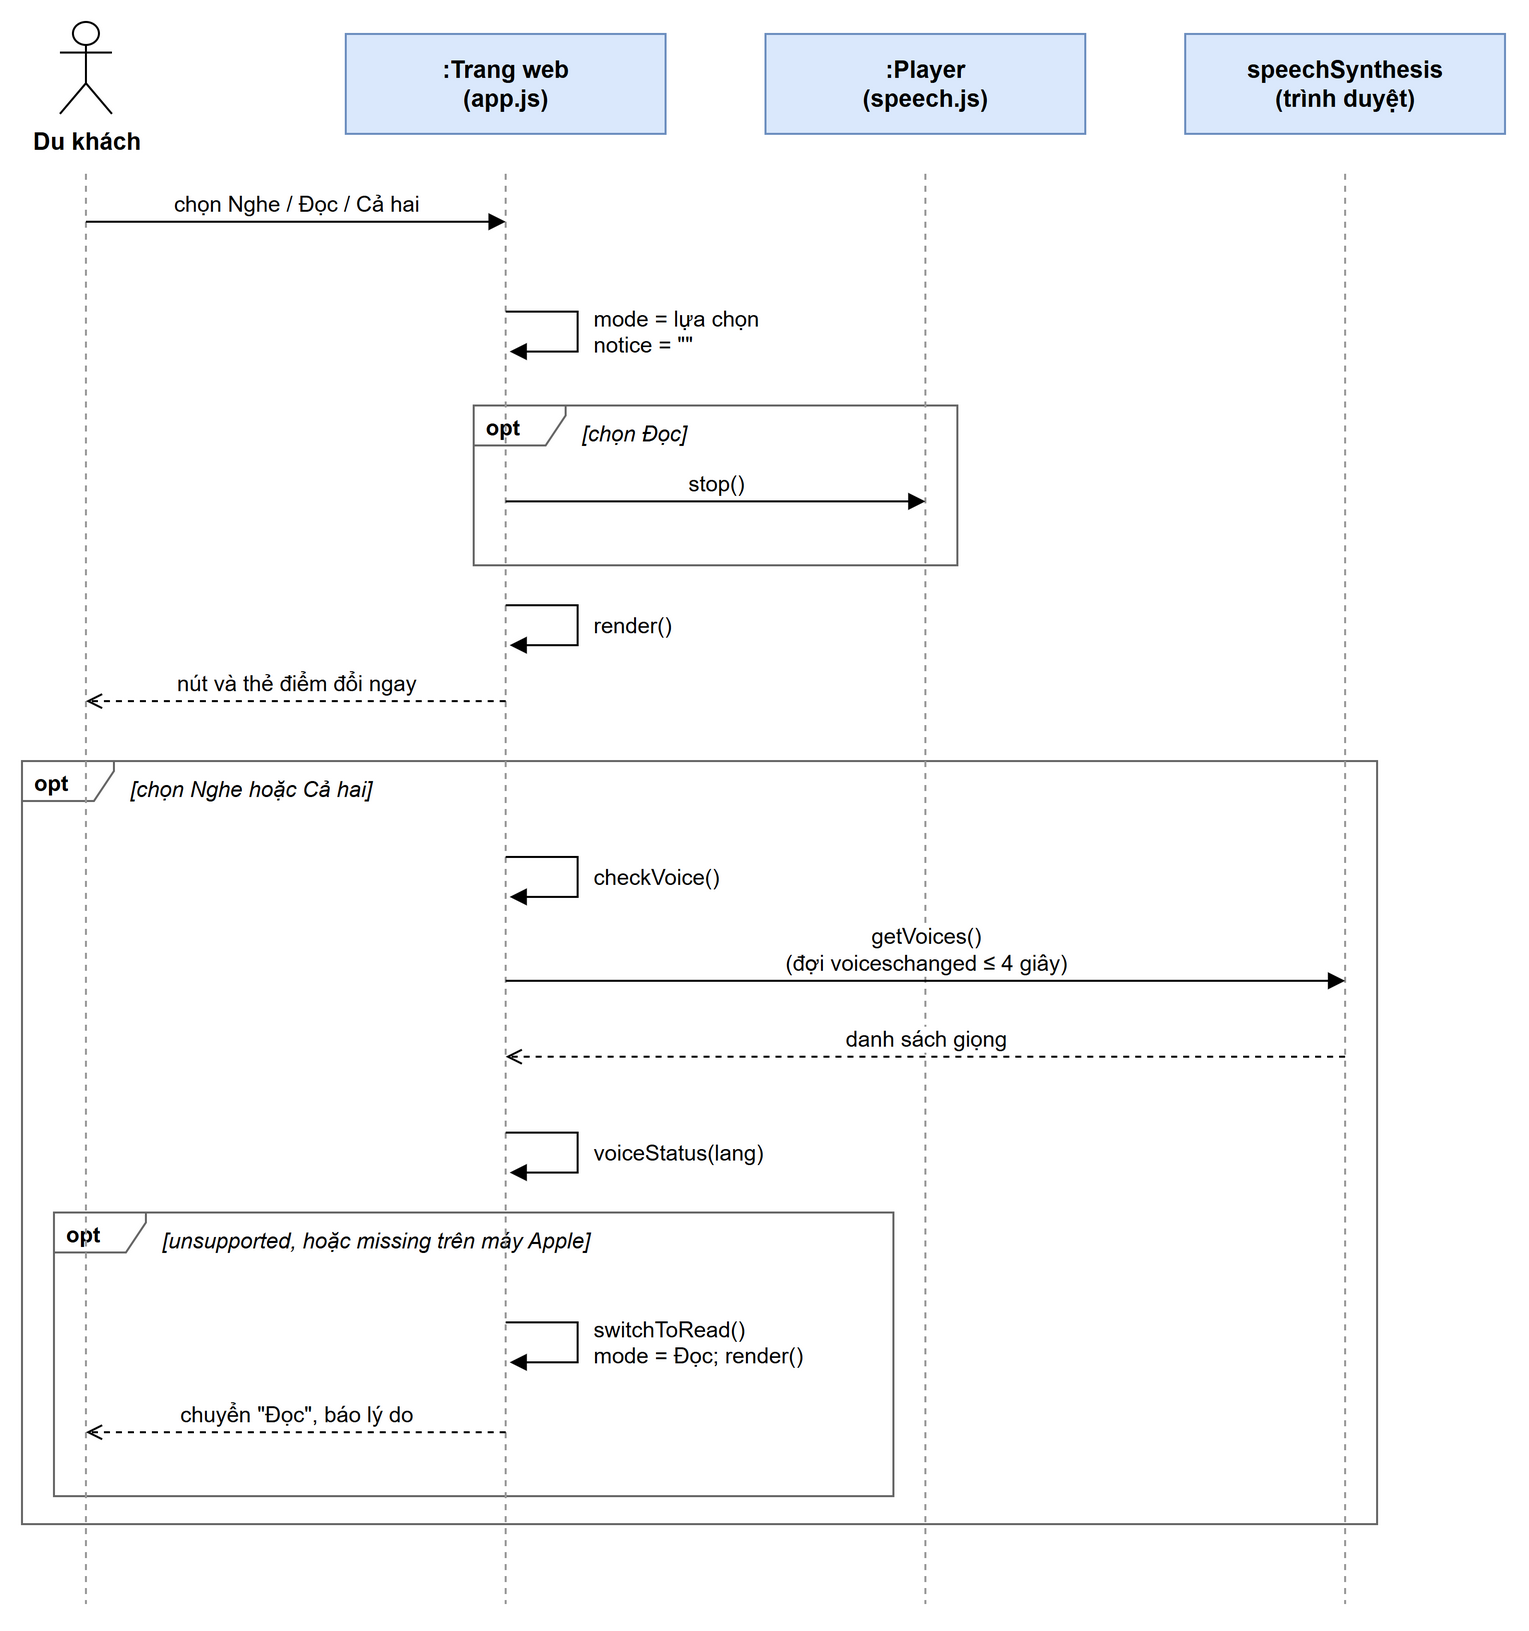 Du khách
:Trang web
(app.js)
:Player
(speech.js)
speechSynthesis
(trình duyệt)
chọn Nghe / Đọc / Cả hai
mode = lựa chọn
notice = ""
opt
[chọn Đọc]
stop()
render()
nút và thẻ điểm đổi ngay
opt
[chọn Nghe hoặc Cả hai]
checkVoice()
getVoices()
(đợi voiceschanged ≤ 4 giây)
danh sách giọng
voiceStatus(lang)
opt
[unsupported, hoặc missing trên máy Apple]
switchToRead()
mode = Đọc; render()
chuyển "Đọc", báo lý do